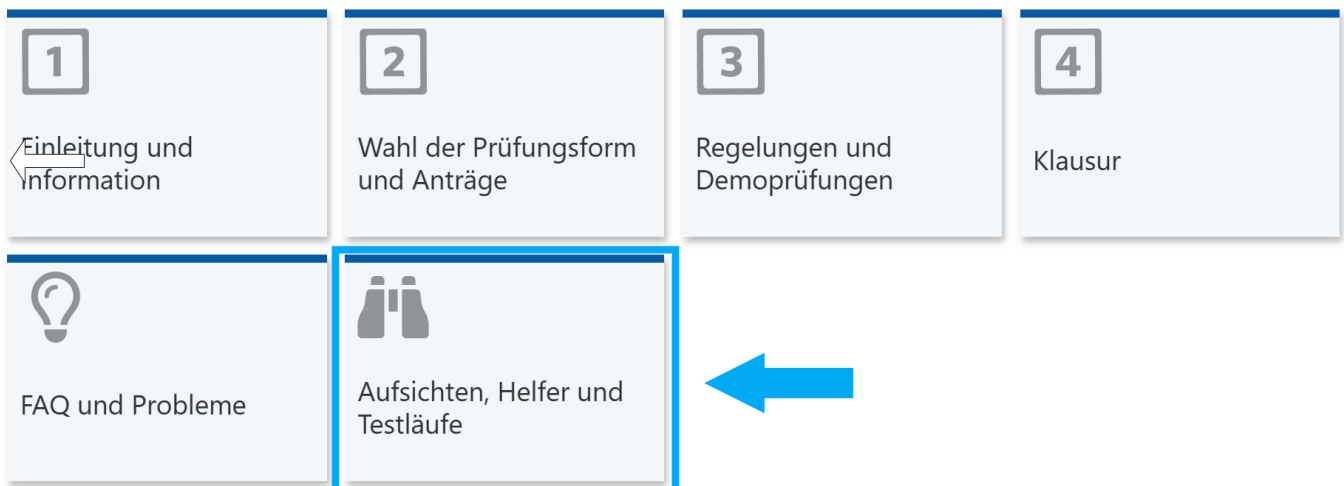 1
2
3
4
Einleitung und
Information
Wahl der Prüfungsform
und Anträge
Regelungen und
Demoprüfungen
Klausur
FAQ und Probleme
Aufsichten, Helfer und
Testläufe